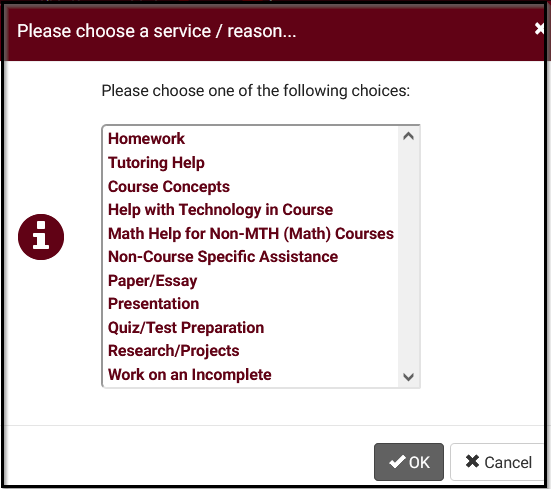 Please choose a service / reason...
Please choose one of the following choices:
Homework
Tutoring Help
Course Concepts
Help with Technology in Course
Math Help for Non-MTH (Math) Courses
Non-Course Specific Assistance
Paper/Essay
Presentation
Quiz/Test Preparation
Research/Projects
Work on an Incomplete
OK
Cancel